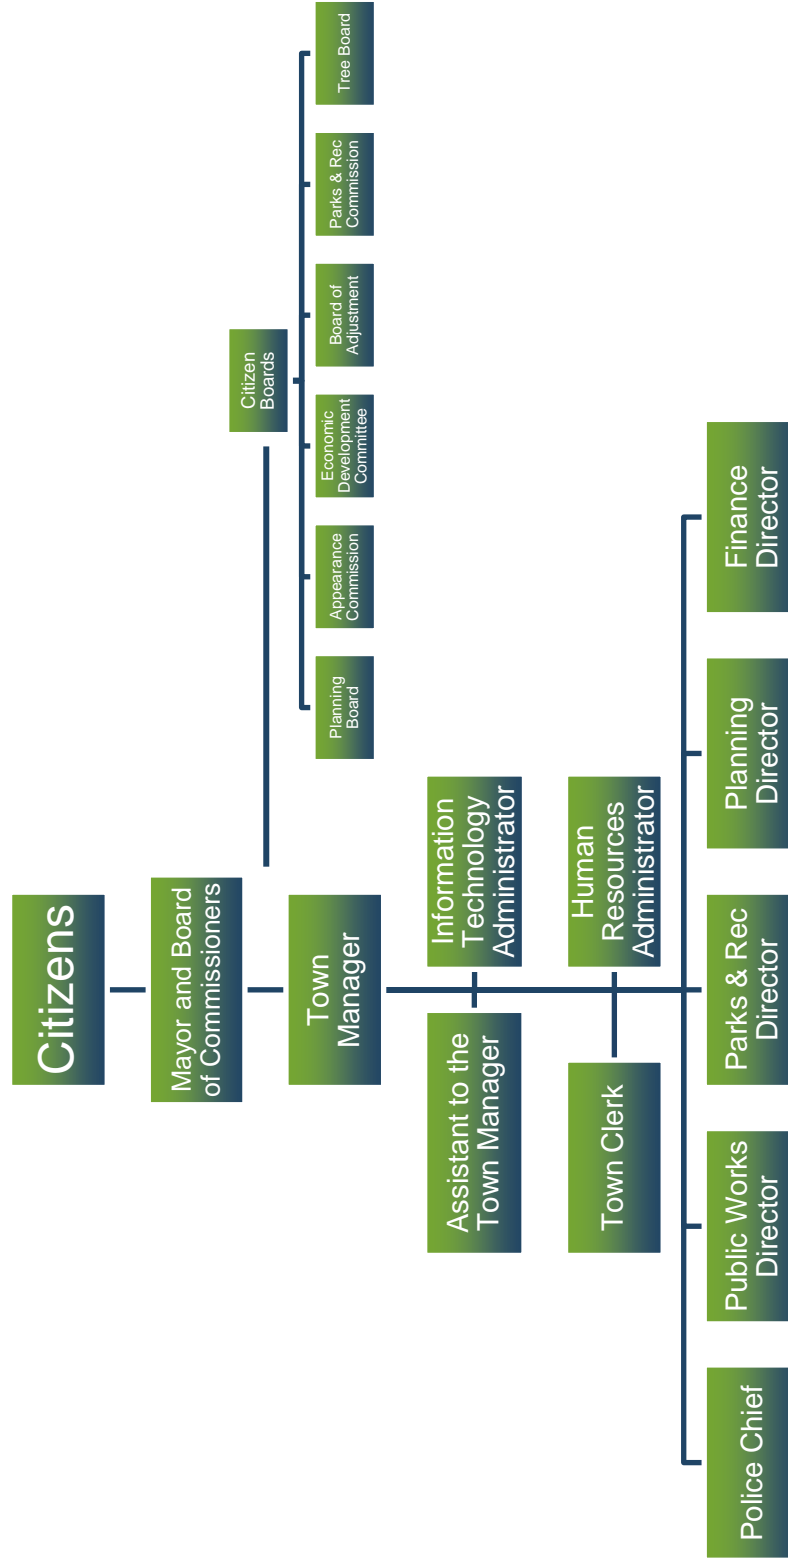 Citizens
Mayor and Board
of Commissioners
Citizen
Boards
Town
Manager
Planning
Board
Appearance
Commission
Economic
Development
Committee
Board of
Adjustment
Parks & Rec
Commission
Tree Board
Assistant to the
Town Manager
Information
Technology
Administrator
Town Clerk
Human
Resources
Administrator
Police Chief
Public Works
Director
Parks & Rec
Director
Planning
Director
Finance
Director